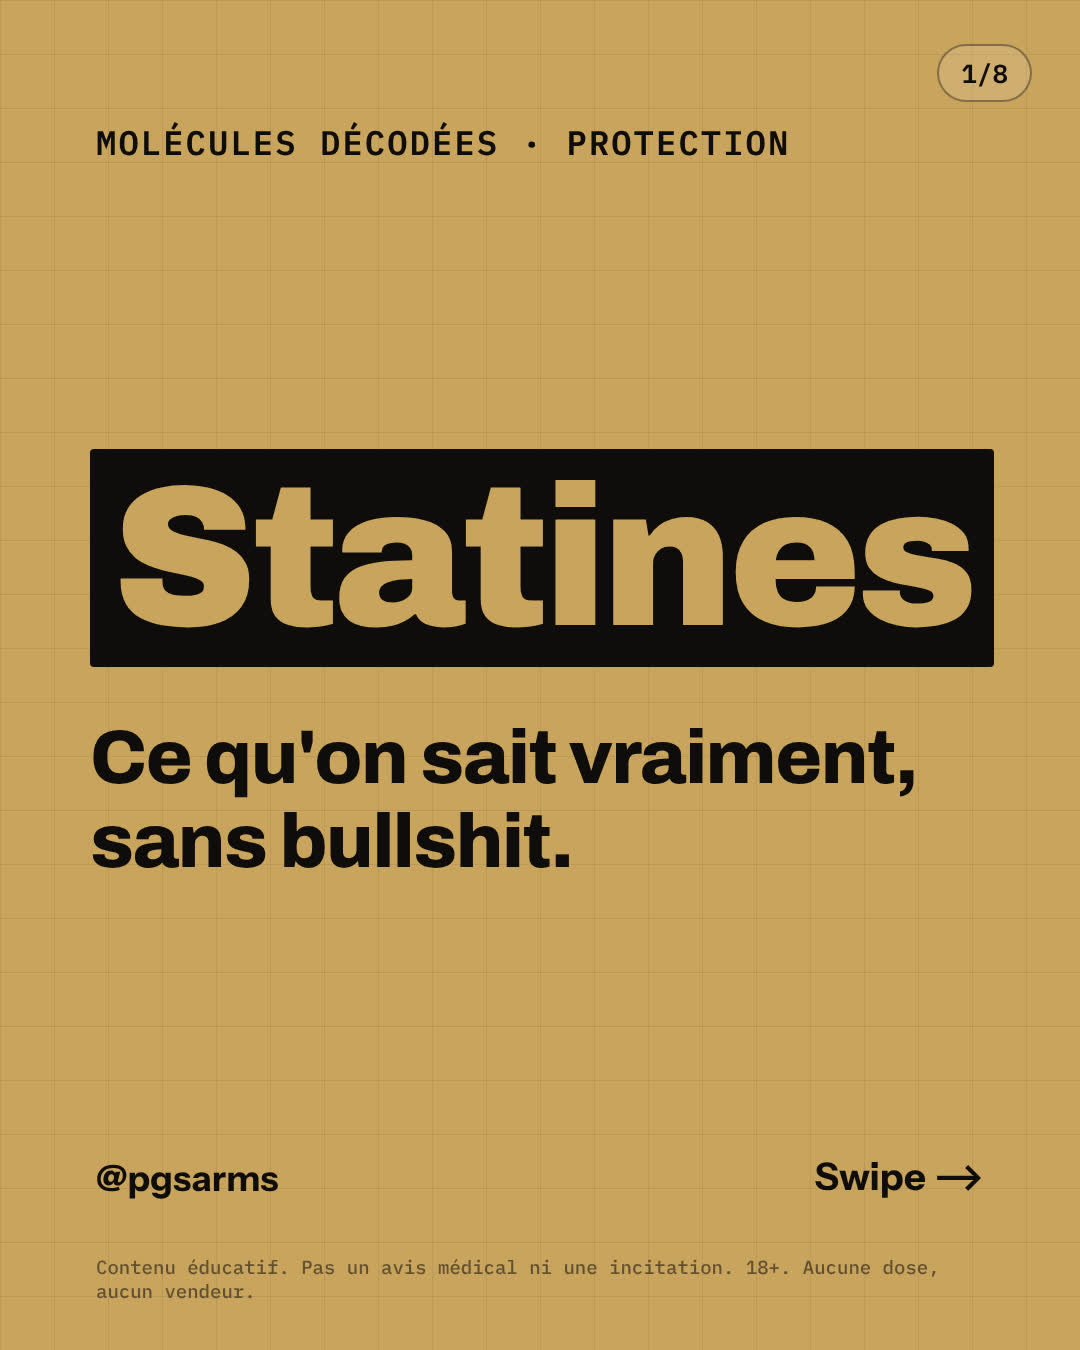 1/8
MOLÉCULES DÉCODÉES · PROTECTION
Statines
Ce qu'on sait vraiment,
sans bullshit.
@pgsarms
Swipe →
Contenu éducatif. Pas un avis médical ni une incitation. 18+. Aucune dose,
aucun vendeur.